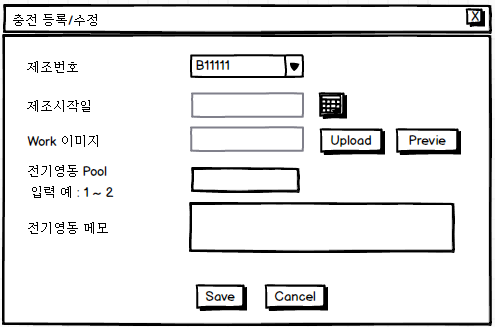 충전 등록/수정 X
제조번호 B11111
제조시작일
Work 이미지 Upload Previe
전기영동 Pool
입력 예 : 1 ~ 2
전기영동 메모
Save Cancel